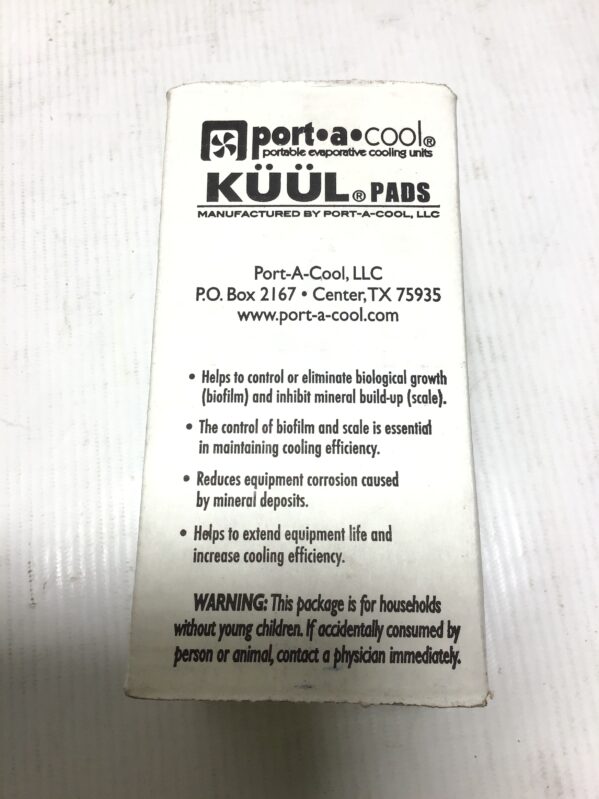 port•a•cool®
portable evaporative cooling units
KÜÜL® PADS
MANUFACTURED BY PORT-A-COOL, LLC
Port-A-Cool, LLC
P.O. Box 2167 • Center, TX 75935
www.port-a-cool.com
• Helps to control or eliminate biological growth
(biofilm) and inhibit mineral build-up (scale).
• The control of biofilm and scale is essential
in maintaining cooling efficiency.
• Reduces equipment corrosion caused
by mineral deposits.
• Helps to extend equipment life and
increase cooling efficiency.
WARNING: This package is for households
without young children. If accidentally consumed by
person or animal, contact a physician immediately.